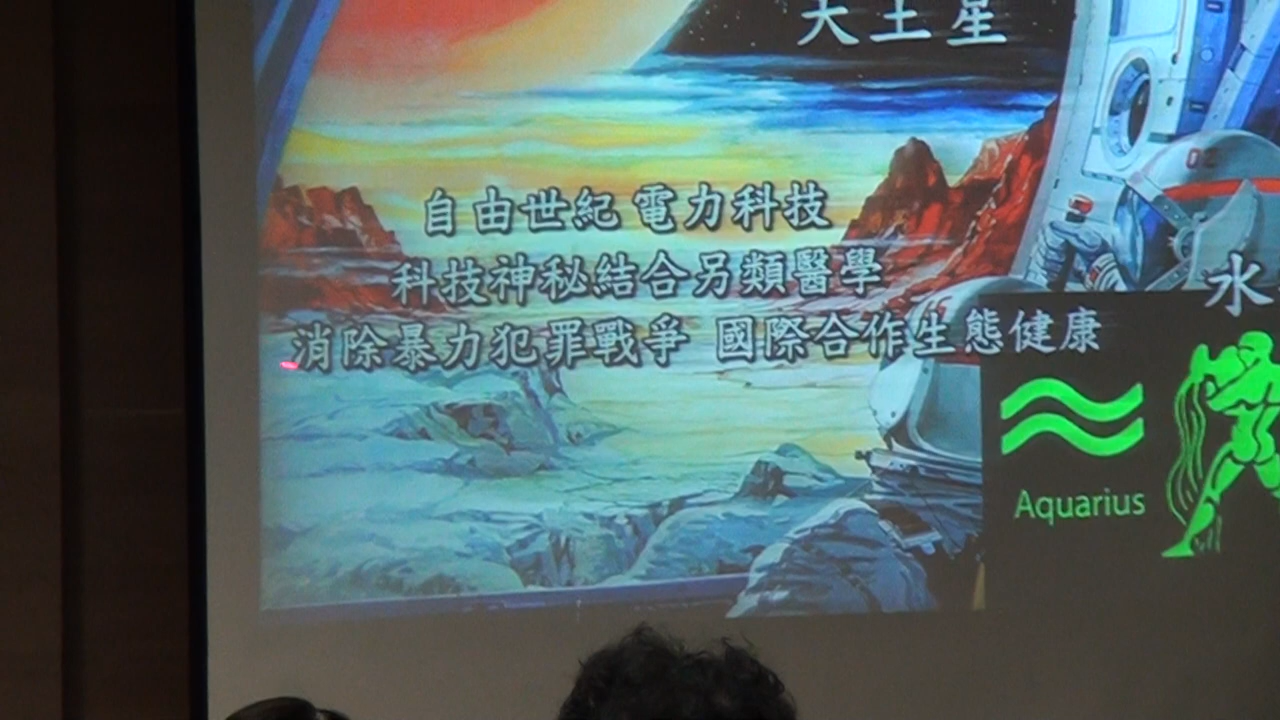 天土星
自由世紀 電力科技
科技神秘結合另類醫學
消除暴力犯罪戰爭 國際合作生態健康
水
Aquarius
02